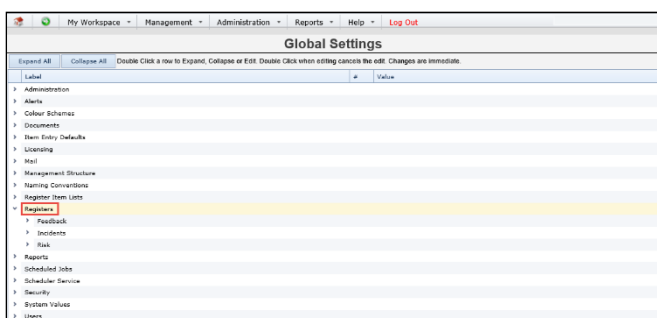 My Workspace Management Administration Reports Help Log Out
Global Settings
Expand All Collapse All Double Click a row to Expand, Collapse or Edit. Double Click when editing cancels the edit. Changes are immediate.
Label # Value
Administration
Alerts
Colour Schemes
Documents
Item Entry Defaults
Licensing
Mail
Management Structure
Naming Conventions
Register Item Lists
Registers
Feedback
Incidents
Risk
Reports
Scheduled Jobs
Scheduler Service
Security
System Values
Users